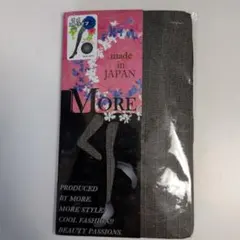 made
in
JAPAN
MORE
PRODUCED
BY MORE
MORE STYLE
COOL FASHION
BEAUTY PASSIONS.